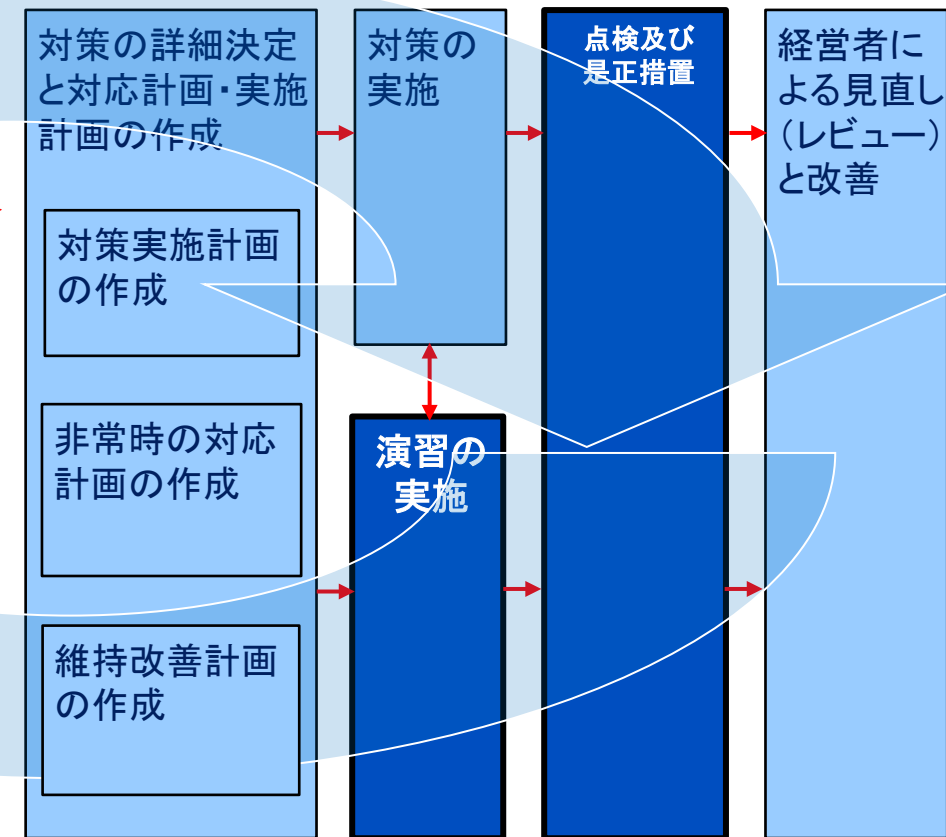 対策の詳細決定
と対応計画・実施
計画の作成
対策実施計画
の作成
非常時の対応
計画の作成
維持改善計画
の作成
対策の
実施
演習の
実施
点検及び
是正措置
経営者に
よる見直し
(レビュー)
と改善